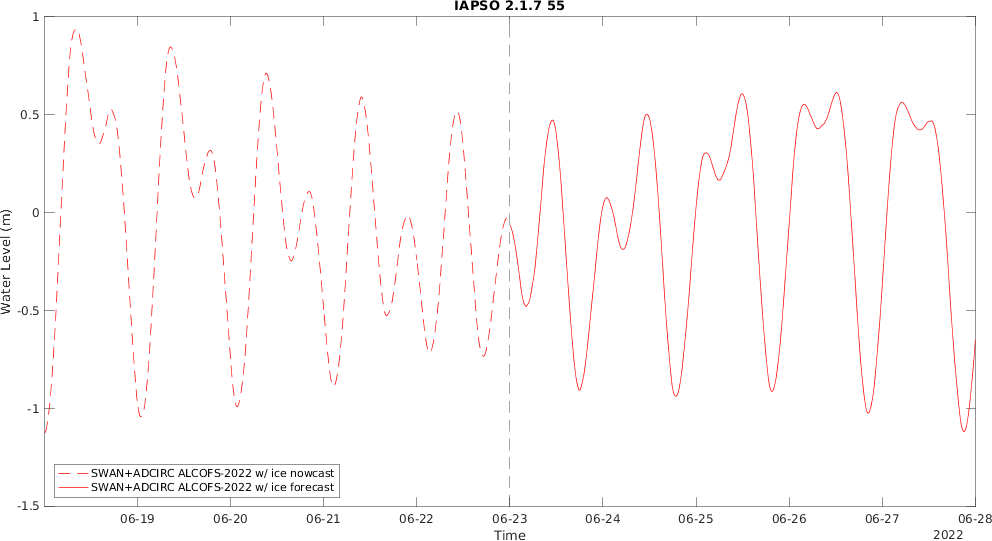 IAPSO 2.1.7 55
1
0.5
0
-0.5
-1
-1.5
Water Level (m)
SWAN+ADCIRC ALCOFS-2022 w/ ice nowcast
SWAN+ADCIRC ALCOFS-2022 w/ ice forecast
06-19 06-20 06-21 06-22 06-23 06-24 06-25 06-26 06-27 06-28
Time
2022